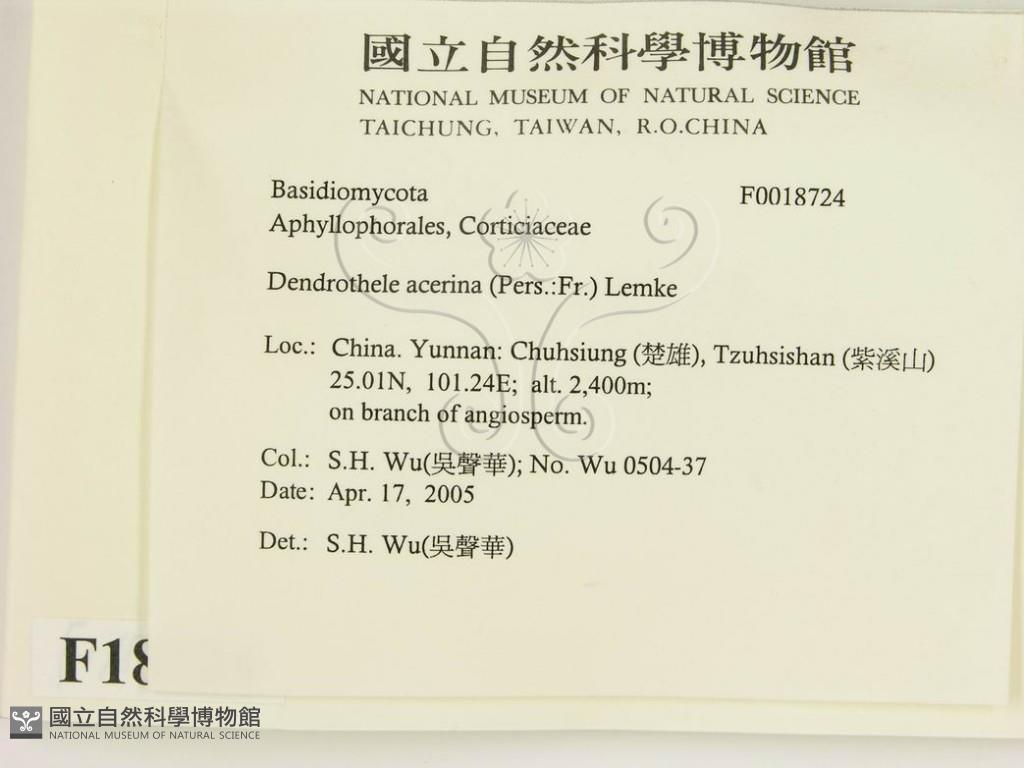 國立自然科學博物館
NATIONAL MUSEUM OF NATURAL SCIENCE
TAICHUNG, TAIWAN, R.O.CHINA
Basidiomycota F0018724
Aphyllophorales, Corticiaceae
Dendrothele acerina (Pers.:Fr.) Lemke
Loc.: China. Yunnan: Chuhsiung (楚雄), Tzuhsishan (紫溪山)
25.01N, 101.24E; alt. 2,400m;
on branch of angiosperm.
Col.: S.H. Wu(吳聲華); No. Wu 0504-37
Date: Apr. 17, 2005
Det.: S.H. Wu(吳聲華)
F18
國立自然科學博物館
NATIONAL MUSEUM OF NATURAL SCIENCE